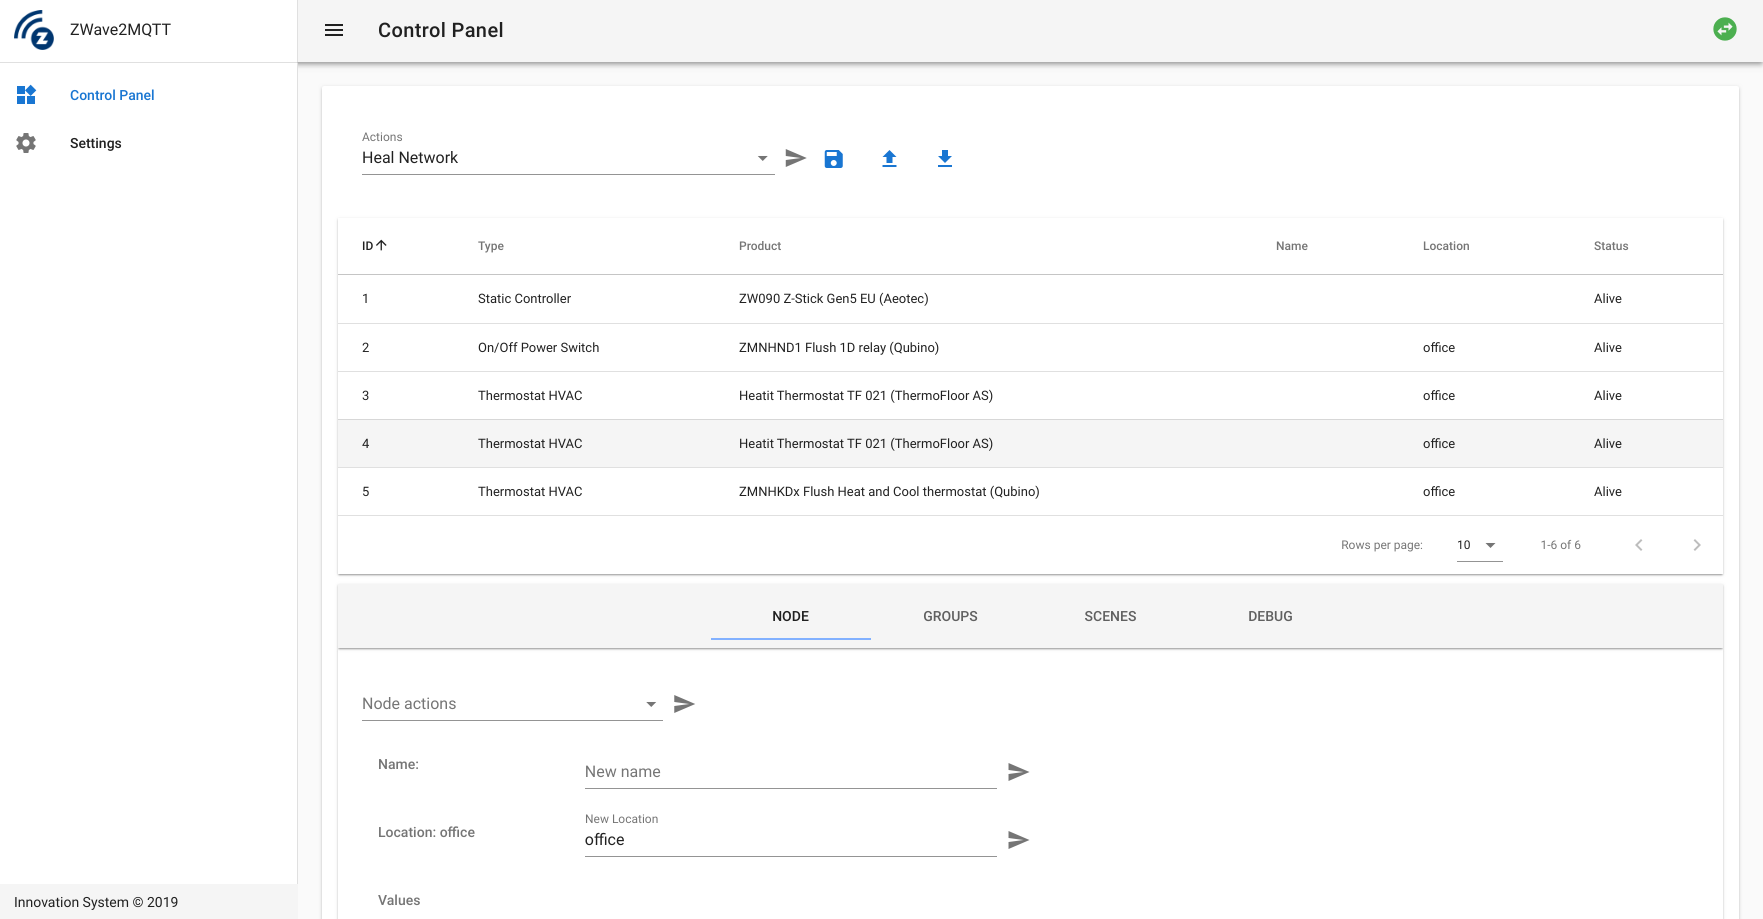 ZWave2MQTT
Control Panel
Control Panel
Settings
Actions
Heal Network
ID Type Product Name Location Status
1 Static Controller ZW090 Z-Stick Gen5 EU (Aeotec) Alive
2 On/Off Power Switch ZMNHND1 Flush 1D relay (Qubino) office Alive
3 Thermostat HVAC Heatit Thermostat TF 021 (ThermoFloor AS) office Alive
4 Thermostat HVAC Heatit Thermostat TF 021 (ThermoFloor AS) office Alive
5 Thermostat HVAC ZMNHKDx Flush Heat and Cool thermostat (Qubino) office Alive
Rows per page: 10 1-6 of 6
NODE GROUPS SCENES DEBUG
Node actions
Name: New name
New Location
Location: office office
Values
Innovation System © 2019